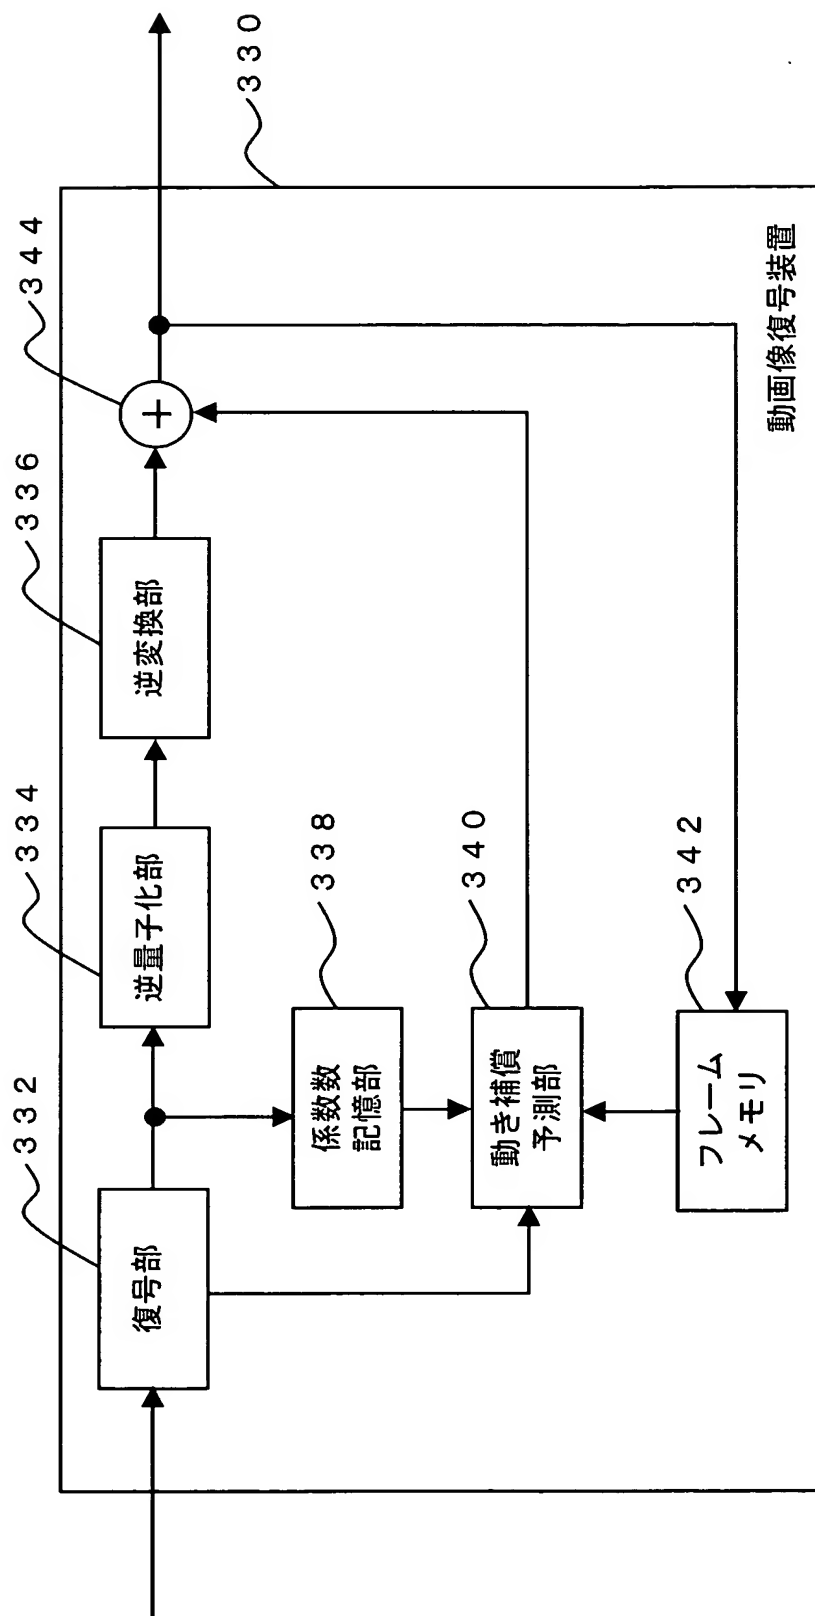 330
344
336
334
332
逆変換部
逆量子化部
復号部
338
係数数
記憶部
340
動き補償
予測部
342
フレーム
メモリ
+
動画像復号装置